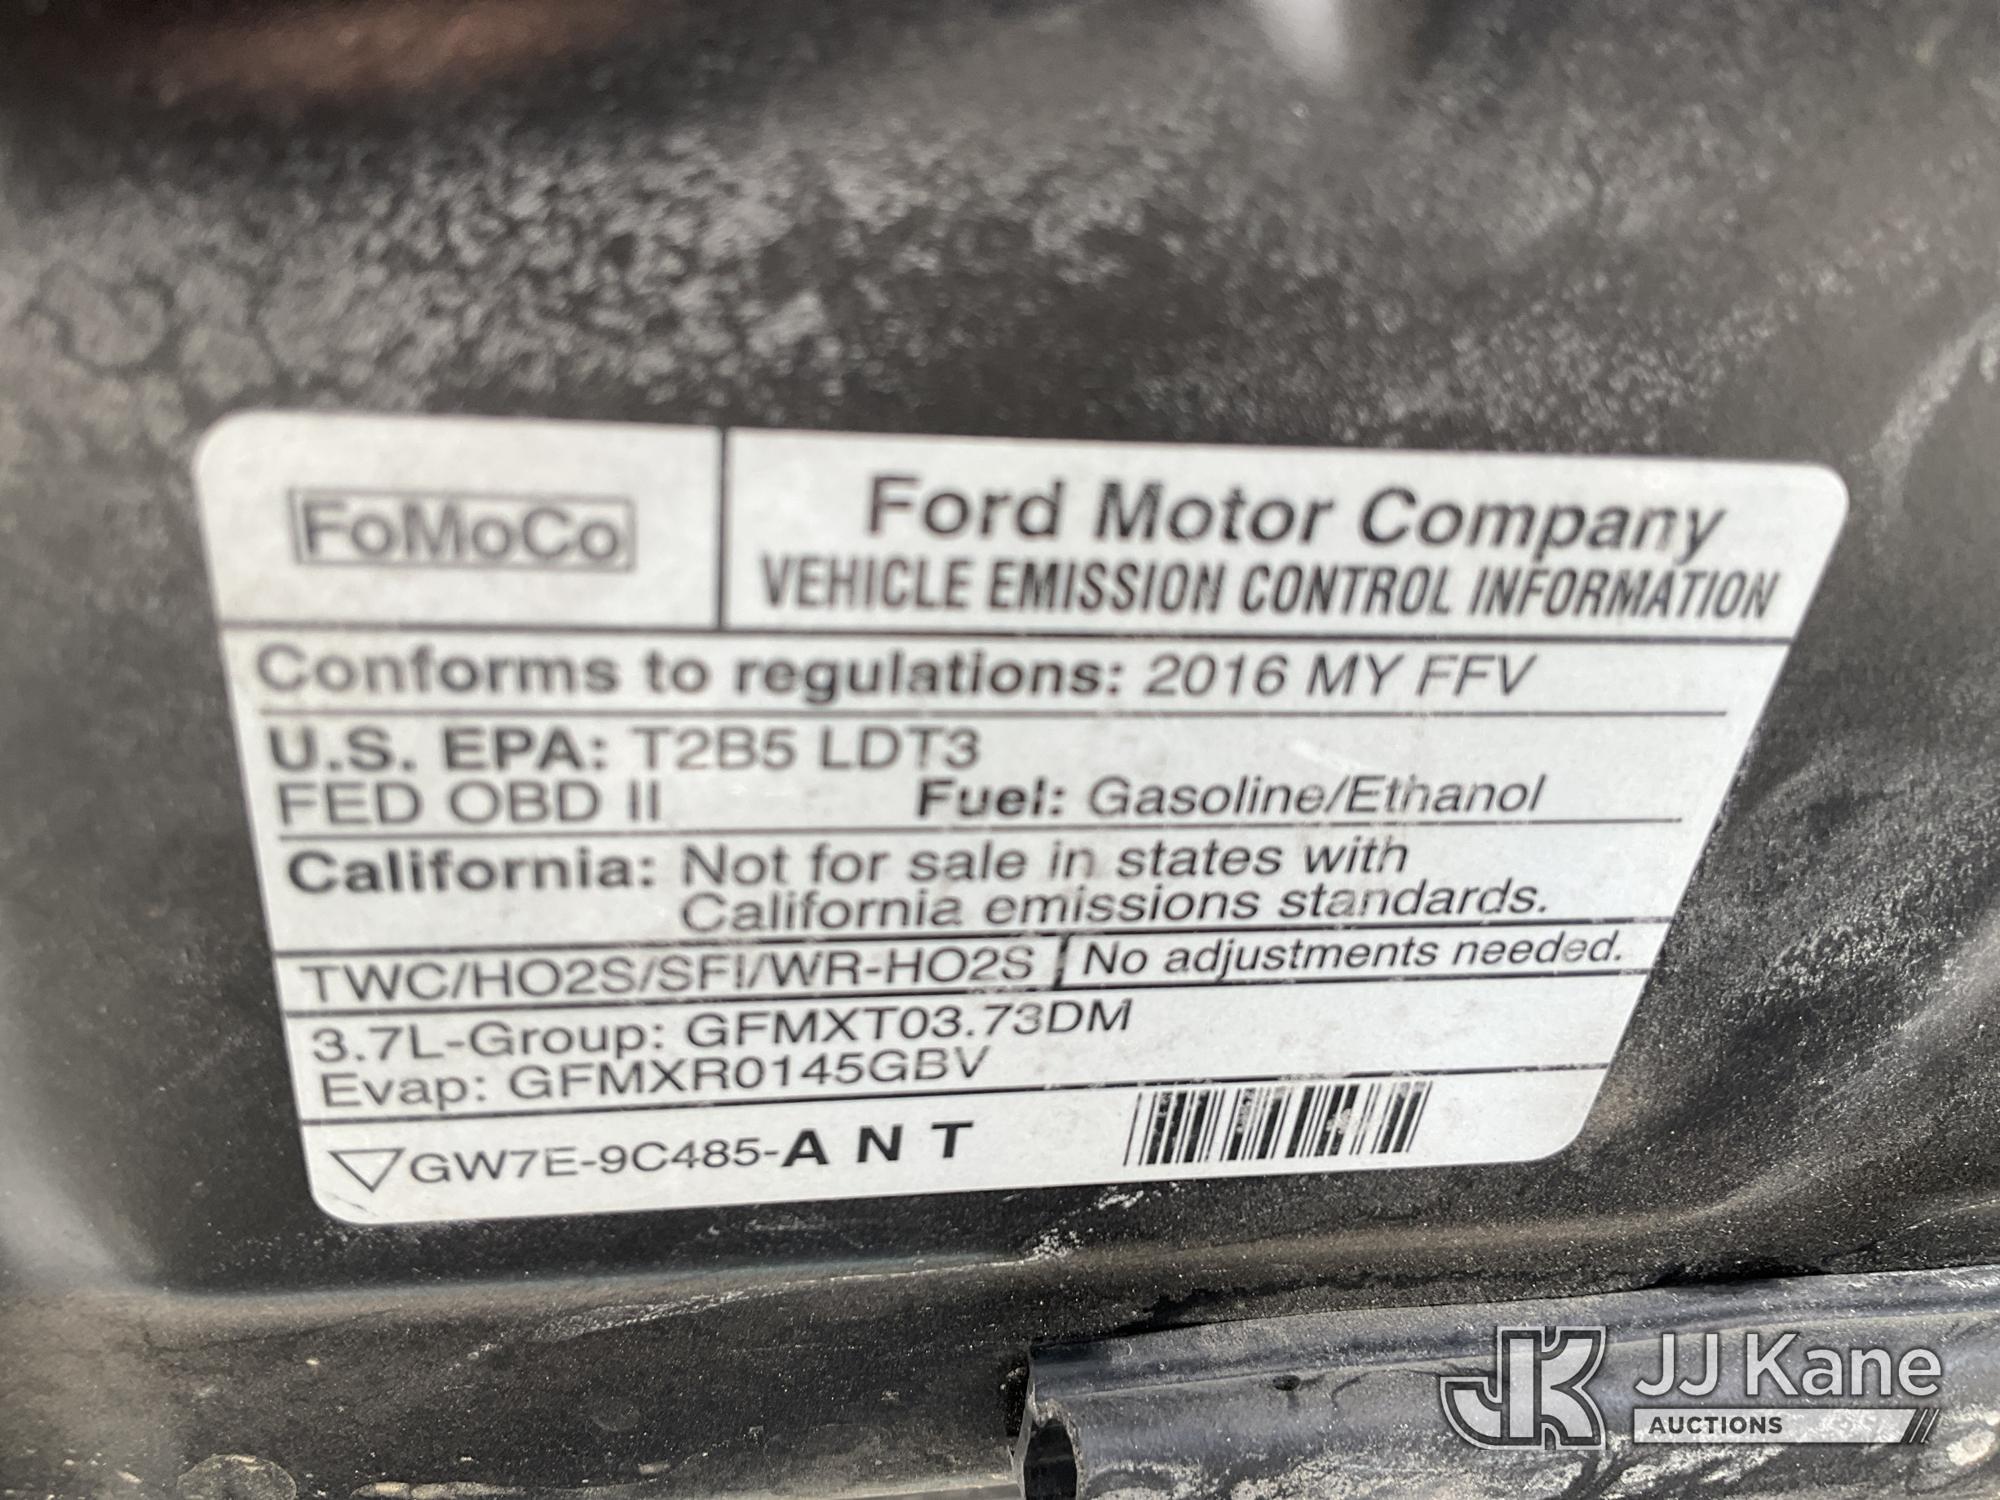 FoMoCo
Ford Motor Company
VEHICLE EMISSION CONTROL INFORMATION
Conforms to regulations: 2016 MY FFV
U.S. EPA: T2B5 LDT3
FED OBD II Fuel: Gasoline/Ethanol
California: Not for sale in states with
California emissions standards.
TWC/HO2S/SFI/WR-HO2S No adjustments needed.
3.7L-Group: GFMXT03.73DM
Evap: GFMXR0145GBV
GW7E-9C485-A N T
JK JJ Kane
AUCTIONS